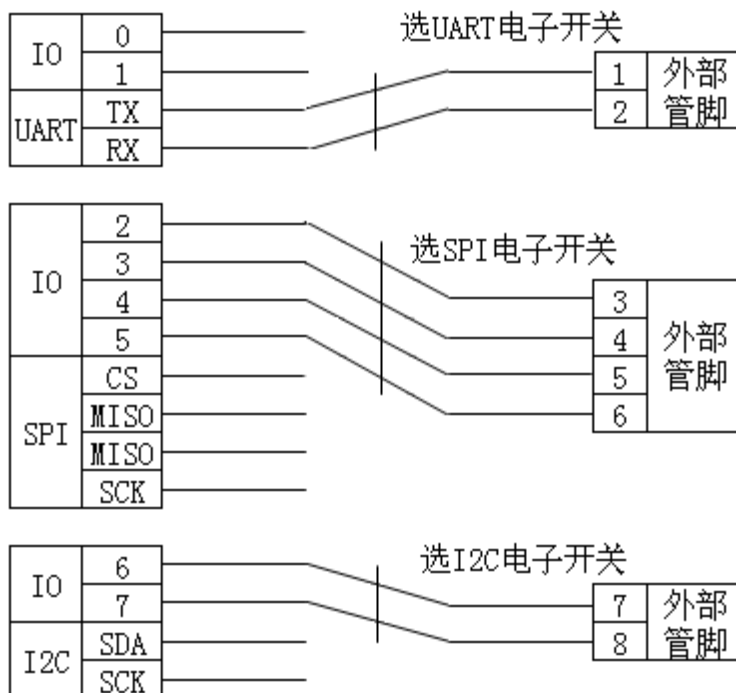 选UART电子开关
IO
0
1
UART
TX
RX
1
2
外部
管脚
选SPI电子开关
IO
2
3
4
5
SPI
CS
MISO
MISO
SCK
3
4
5
6
外部
管脚
选I2C电子开关
IO
6
7
I2C
SDA
SCK
7
8
外部
管脚